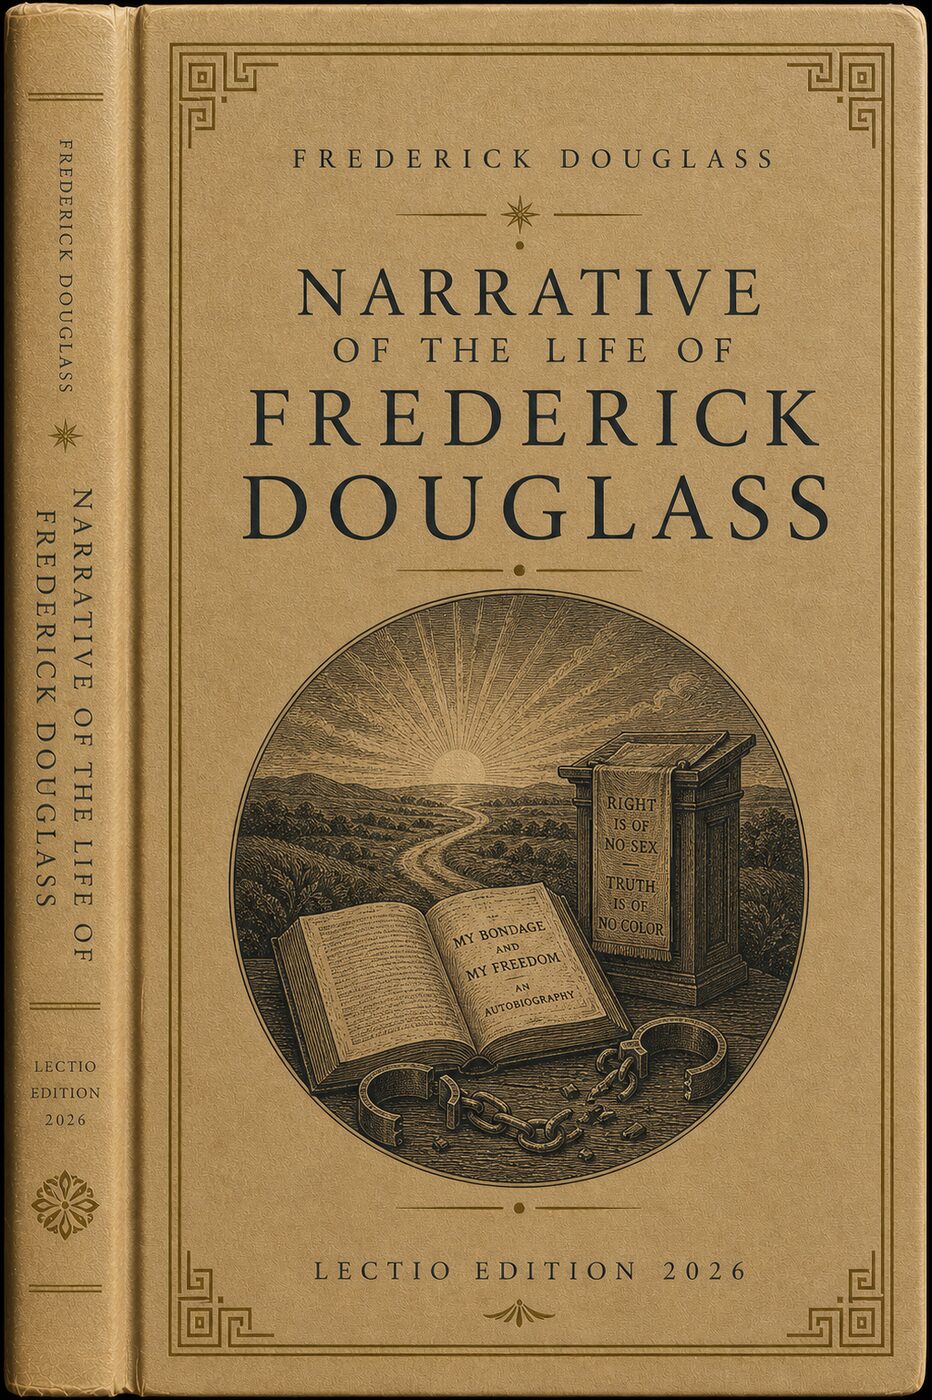 FREDERICK DOUGLASS
NARRATIVE OF THE LIFE OF
FREDERICK DOUGLASS
LECTIO
EDITION
2026
FREDERICK DOUGLASS
NARRATIVE
OF THE LIFE OF
FREDERICK
DOUGLASS
RIGHT
IS OF
NO SEX
—
TRUTH
IS OF
NO COLOR
MY BONDAGE
AND
MY FREEDOM
AN
AUTOBIOGRAPHY
LECTIO EDITION 2026